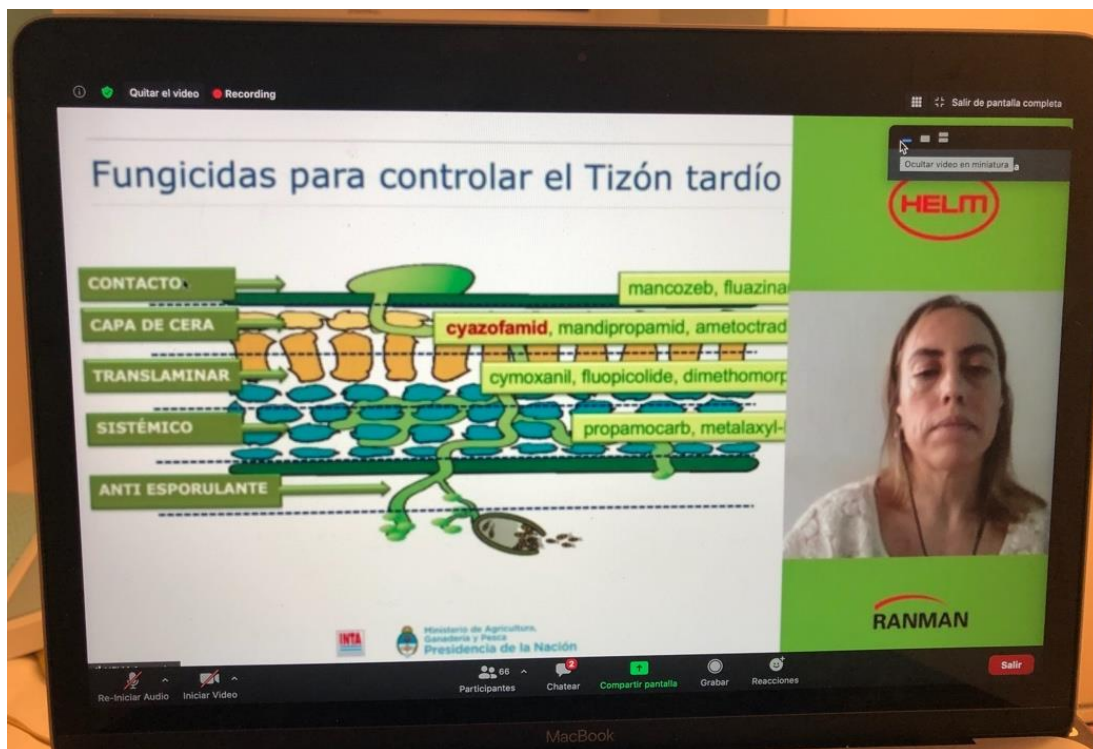 Quitar el video
Recording
Salir de pantalla completa
Ocultar video en miniatura
a
Fungicidas para controlar el Tizón tardío
HELM
CONTACTO
mancozeb, fluazina
CAPA DE CERA
cyazofamid, mandipropamid, ametoctrad
TRANSLAMINAR
cymoxanil, fluopicolide, dimethomorp
SISTÉMICO
propamocarb, metalaxyl-
ANTI ESPORULANTE
INTA
Ministerio de Agricultura,
Ganadería y Pesca
Presidencia de la Nación
RANMAN
Re-Iniciar Audio
Iniciar Video
66
Participantes
2
Chatear
Compartir pantalla
Grabar
Reacciones
Salir
MacBook